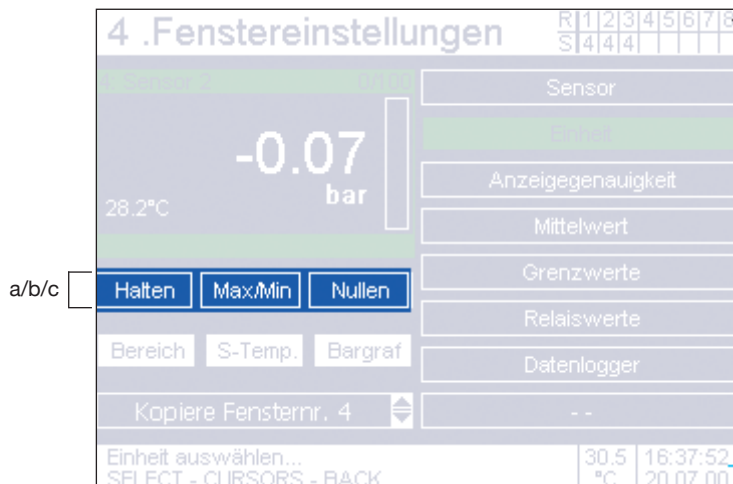 4 .Fenstereinstellungen
R 1 2 3 4 5 6 7 8
S 4 4 4
4: Sensor 2 0/100
-0.07
bar
28.2°C
Sensor
Einheit
Anzeigegenauigkeit
Mittelwert
Grenzwerte
Relaiswerte
Datenlogger
- -
a/b/c
Halten Max/Min Nullen
Bereich S-Temp. Bargraf
Kopiere Fensternr. 4
Einheit auswählen...
SELECT - CURSORS - BACK
30.5
°C
16:37:52
20.07.00